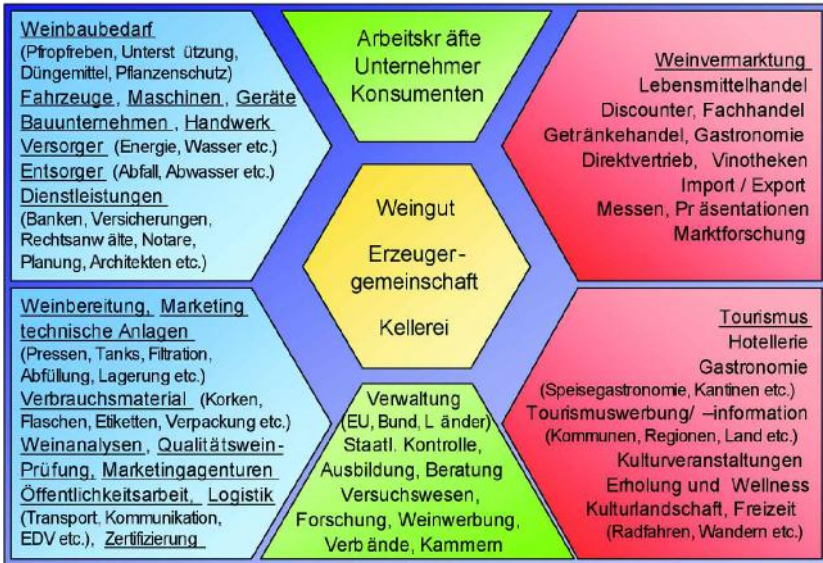 Weinbaubedarf
(Pfropfreben, Unterst ützung,
Düngemittel, Pflanzenschutz)
Fahrzeuge, Maschinen, Geräte
Bauunternehmen, Handwerk
Versorger (Energie, Wasser etc.)
Entsorger (Abfall, Abwasser etc.)
Dienstleistungen
(Banken, Versicherungen,
Rechtsanw älte, Notare,
Planung, Architekten etc.)
Arbeitskr äfte
Unternehmer
Konsumenten
Weinvermarktung
Lebensmittelhandel
Discounter, Fachhandel
Getränkehandel, Gastronomie
Direktvertrieb, Vinotheken
Import / Export
Messen, Pr äsentationen
Marktforschung
Weingut
Erzeuger-
gemeinschaft
Kellerei
Weinbereitung, Marketing
technische Anlagen
(Pressen, Tanks, Filtration,
Abfüllung, Lagerung etc.)
Verbrauchsmaterial (Korken,
Flaschen, Etiketten, Verpackung etc.)
Weinanalysen, Qualitätswein-
Prüfung, Marketingagenturen
Öffentlichkeitsarbeit, Logistik
(Transport, Kommunikation,
EDV etc.), Zertifizierung
Verwaltung
(EU, Bund, L änder)
Staatl. Kontrolle,
Ausbildung, Beratung
Versuchswesen,
Forschung, Weinwerbung,
Verbände, Kammern
Tourismus
Hotellerie
Gastronomie
(Speisegastronomie, Kantinen etc.)
Tourismuswerbung/ –information
(Kommunen, Regionen, Land etc.)
Kulturveranstaltungen
Erholung und Wellness
Kulturlandschaft, Freizeit
(Radfahren, Wandern etc.)